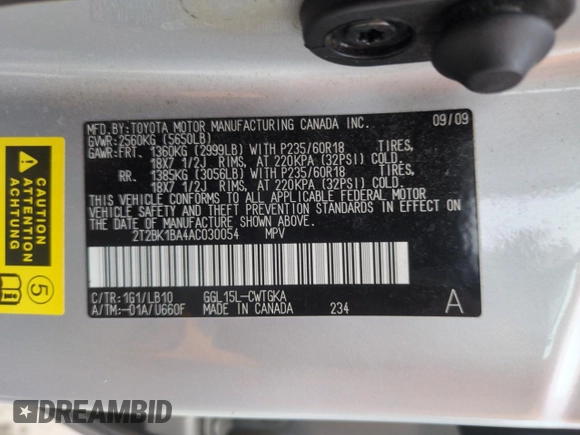 MFD.BY:TOYOTA MOTOR MANUFACTURING CANADA INC. 09/09
GVWR:2560KG (5650LB)
GAWR:FRT. 1360KG (2999LB) WITH P235/60R18 TIRES,
18X7 1/2J RIMS, AT 220KPA (32PSI) COLD.
RR. 1385KG (3056LB) WITH P235/60R18 TIRES,
18X7 1/2J RIMS, AT 220KPA (32PSI) COLD.
THIS VEHICLE CONFORMS TO ALL APPLICABLE FEDERAL MOTOR
VEHICLE SAFETY AND THEFT PREVENTION STANDARDS IN EFFECT ON
THE DATE OF MANUFACTURE SHOWN ABOVE.
2T2BK1BA4AC030054 MPV
C/TR:1G1/LB10 GGL15L-CWTGKA
A/TM:-01A/U660F MADE IN CANADA 234 A
CAUTION
ATTENTION
ACHTUNG
5
DREAMBID